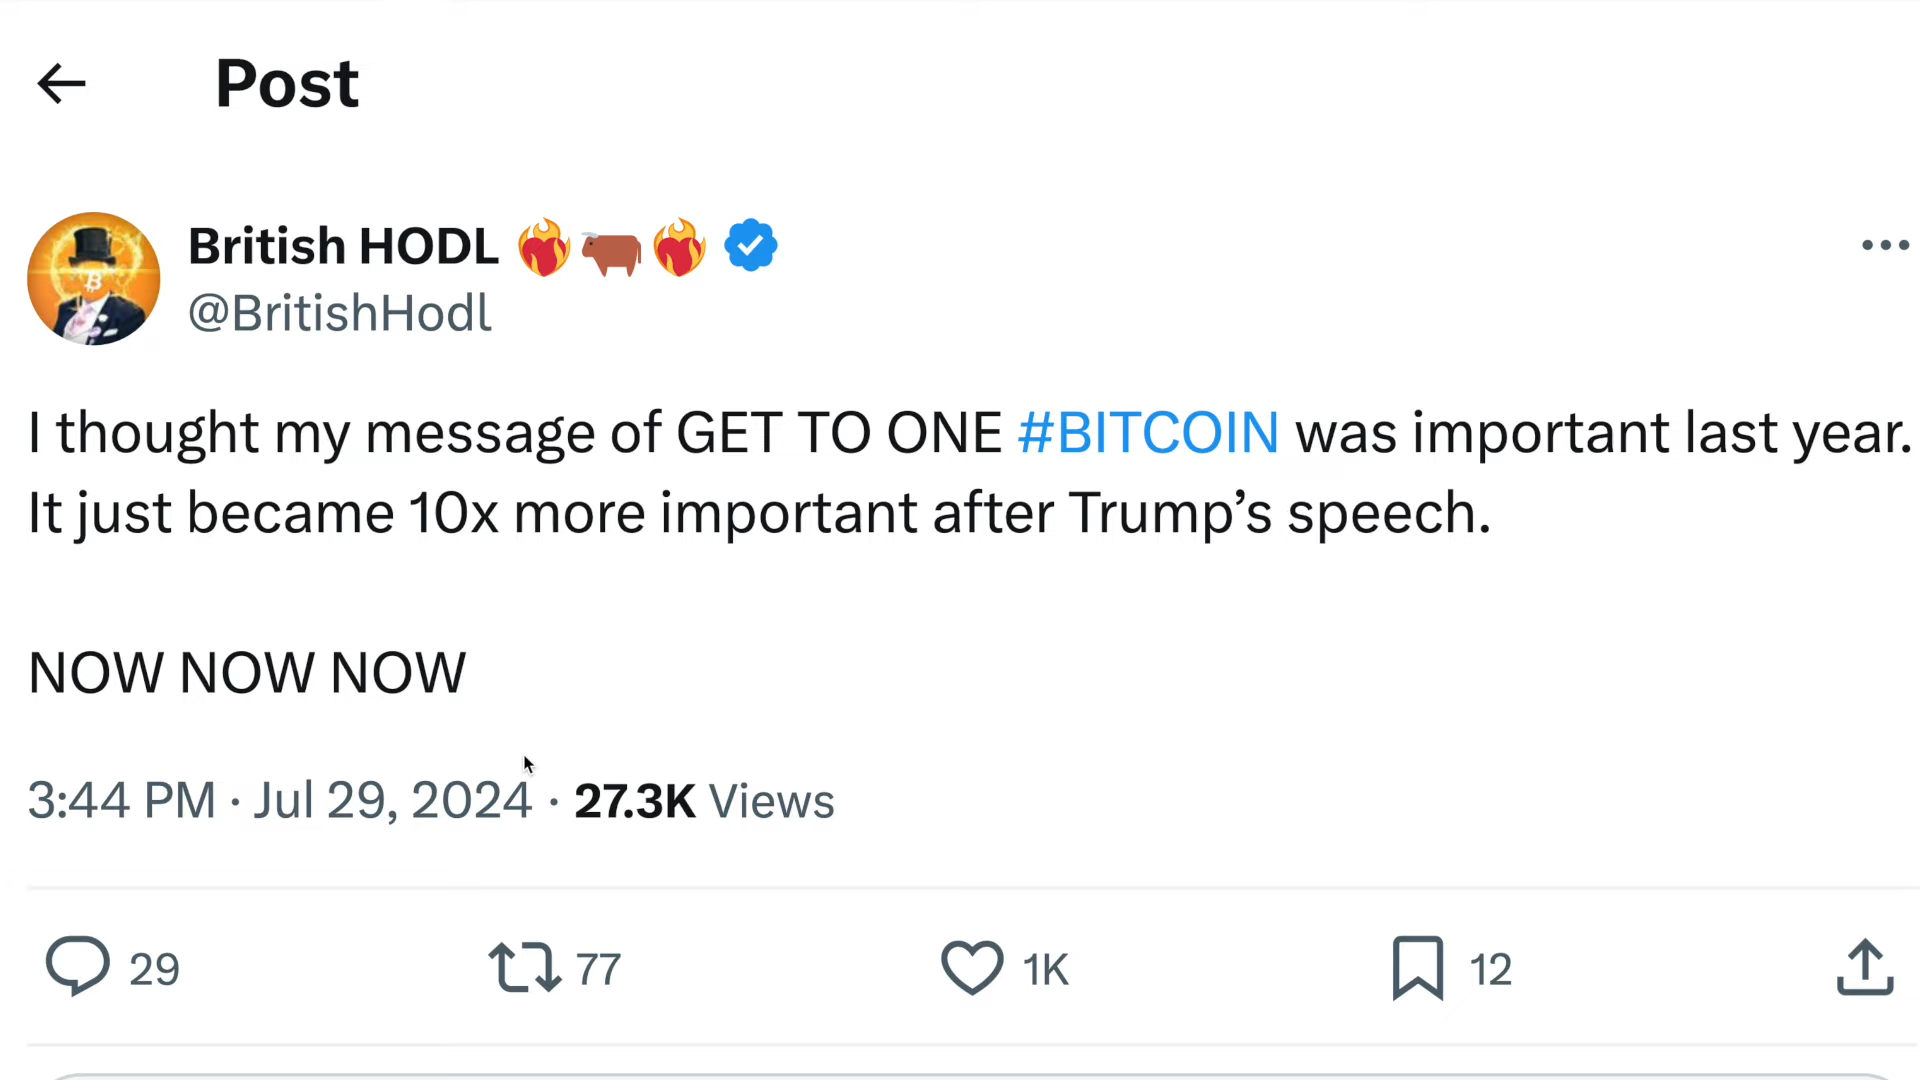 Post
British HODL ❤️‍🔥🐂❤️‍🔥
@BritishHodl
I thought my message of GET TO ONE #BITCOIN was important last year.
It just became 10x more important after Trump’s speech.
NOW NOW NOW
3:44 PM · Jul 29, 2024 · 27.3K Views
29 77 1K 12